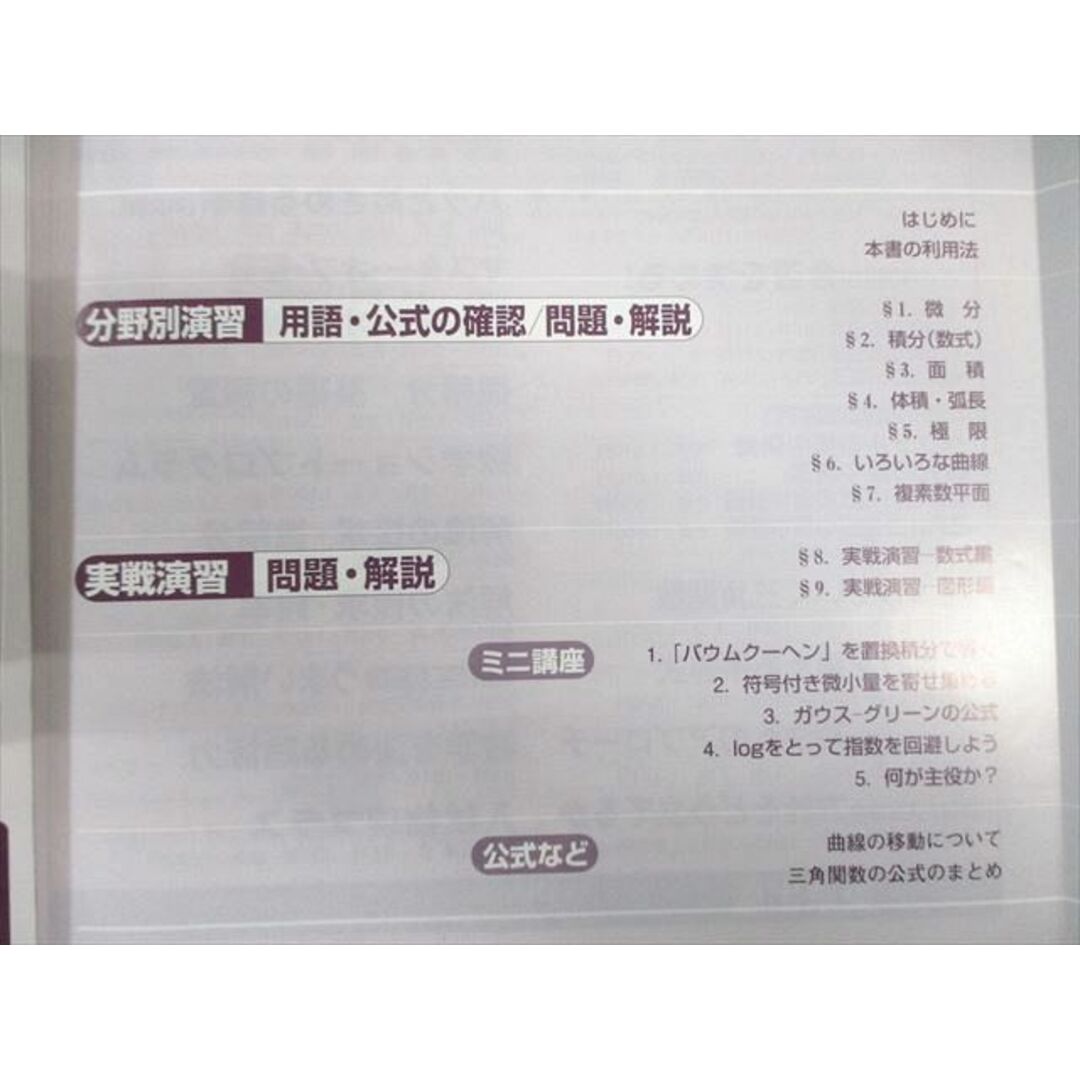 はじめに
本書の利用法
分野別演習 用語・公式の確認/問題・解説
§1. 微　分
§2. 積分(数式)
§3. 面　積
§4. 体積・弧長
§5. 極　限
§6. いろいろな曲線
§7. 複素数平面
実戦演習 問題・解説
§8. 実戦演習―数式編
§9. 実戦演習―図形編
ミニ講座
1.「バウムクーヘン」を置換積分で解く
2. 符号付き微小量を寄せ集める
3. ガウス-グリーンの公式
4. logをとって指数を回避しよう
5. 何が主役か？
公式など
曲線の移動について
三角関数の公式のまとめ